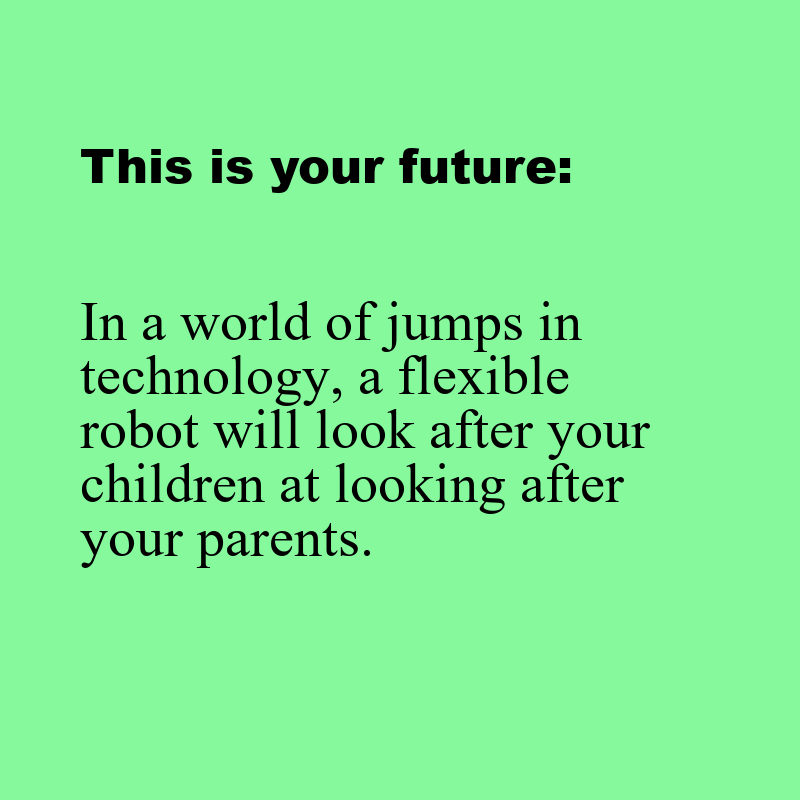 This is your future:
In a world of jumps in
technology, a flexible
robot will look after your
children at looking after
your parents.